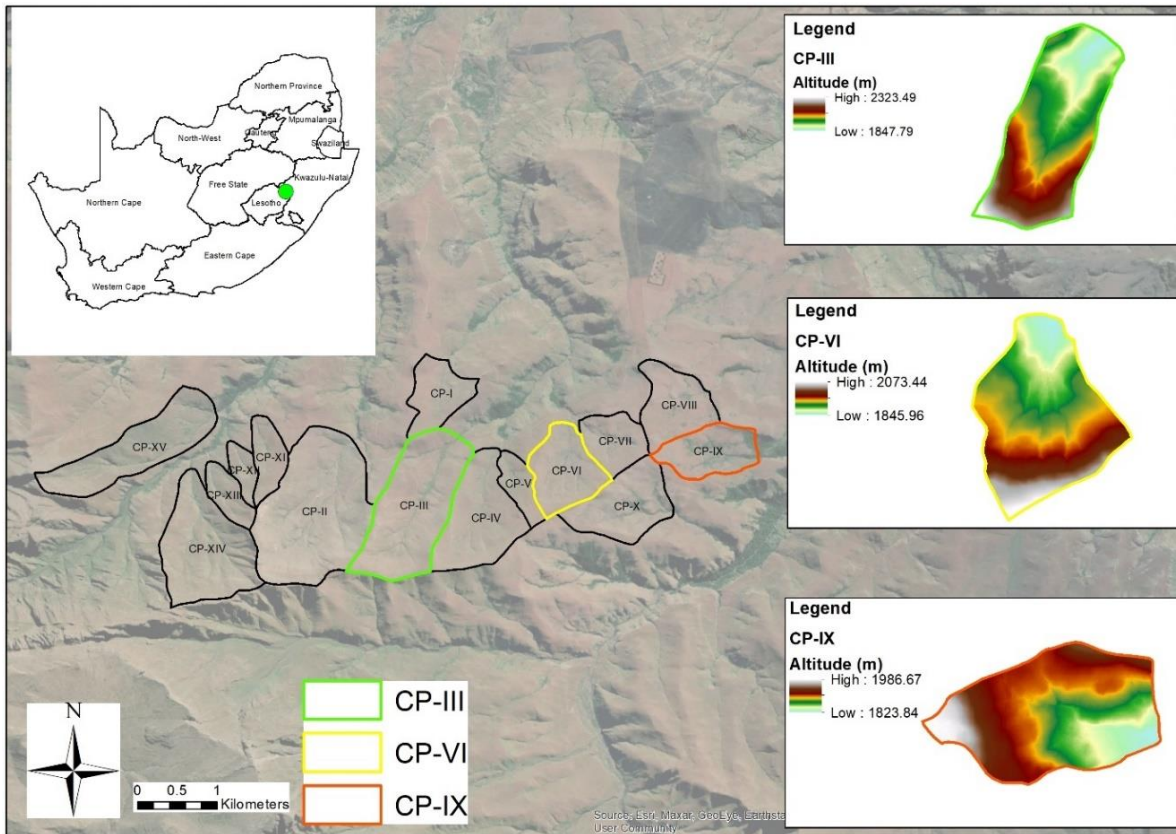 Northern Province
Mpumalanga
North-West
Gauteng
Swaziland
Free State
Kwazulu-Natal
Lesotho
Northern Cape
Eastern Cape
Western Cape
Legend
CP-III
Altitude (m)
High : 2323.49
Low : 1847.79
Legend
CP-VI
Altitude (m)
High : 2073.44
Low : 1845.96
Legend
CP-IX
Altitude (m)
High : 1986.67
Low : 1823.84
CP-I
CP-VIII
CP-XV
CP-XI
CP-VII
CP-IX
CP-XII
CP-VI
CP-V
CP-XIII
CP-II
CP-III
CP-IV
CP-X
CP-XIV
N
0 0.5 1
Kilometers
CP-III
CP-VI
CP-IX
Source: Esri, Maxar, GeoEye, Earthsta
User Community